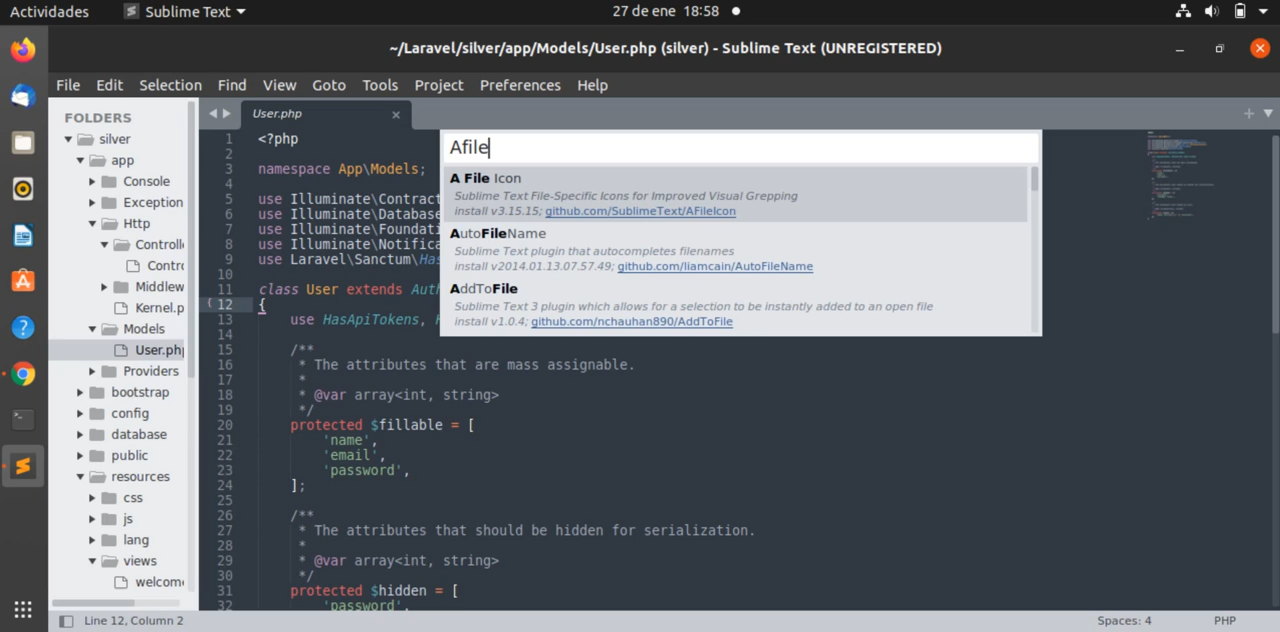 Actividades
Sublime Text
27 de ene 18:58
~/Laravel/silver/app/Models/User.php (silver) - Sublime Text (UNREGISTERED)
File Edit Selection Find View Goto Tools Project Preferences Help
FOLDERS
silver
app
Console
Exception
Http
Controlle
Contro
Middlew
Kernel.p
Models
User.php
Providers
bootstrap
config
database
public
resources
css
js
lang
views
welcome
User.php
1 <?php
2
3 namespace App\Models;
4
5 use Illuminate\Contract
6 use Illuminate\Database
7 use Illuminate\Foundati
8 use Illuminate\Notifica
9 use Laravel\Sanctum\Has
10
11 class User extends Auth
12 {
13 use HasApiTokens,
14
15 /**
16 * The attributes that are mass assignable.
17 *
18 * @var array<int, string>
19 */
20 protected $fillable = [
21 'name',
22 'email',
23 'password',
24 ];
25
26 /**
27 * The attributes that should be hidden for serialization.
28 *
29 * @var array<int, string>
30 */
31 protected $hidden = [
32 'password',
Afile
A File Icon
Sublime Text File-Specific Icons for Improved Visual Grepping
install v3.15.15; github.com/SublimeText/AFileIcon
AutoFileName
Sublime Text plugin that autocompletes filenames
install v2014.01.13.07.57.49; github.com/liamcain/AutoFileName
AddToFile
Sublime Text 3 plugin which allows for a selection to be instantly added to an open file
install v1.0.4; github.com/nchauhan890/AddToFile
Line 12, Column 2
Spaces: 4
PHP